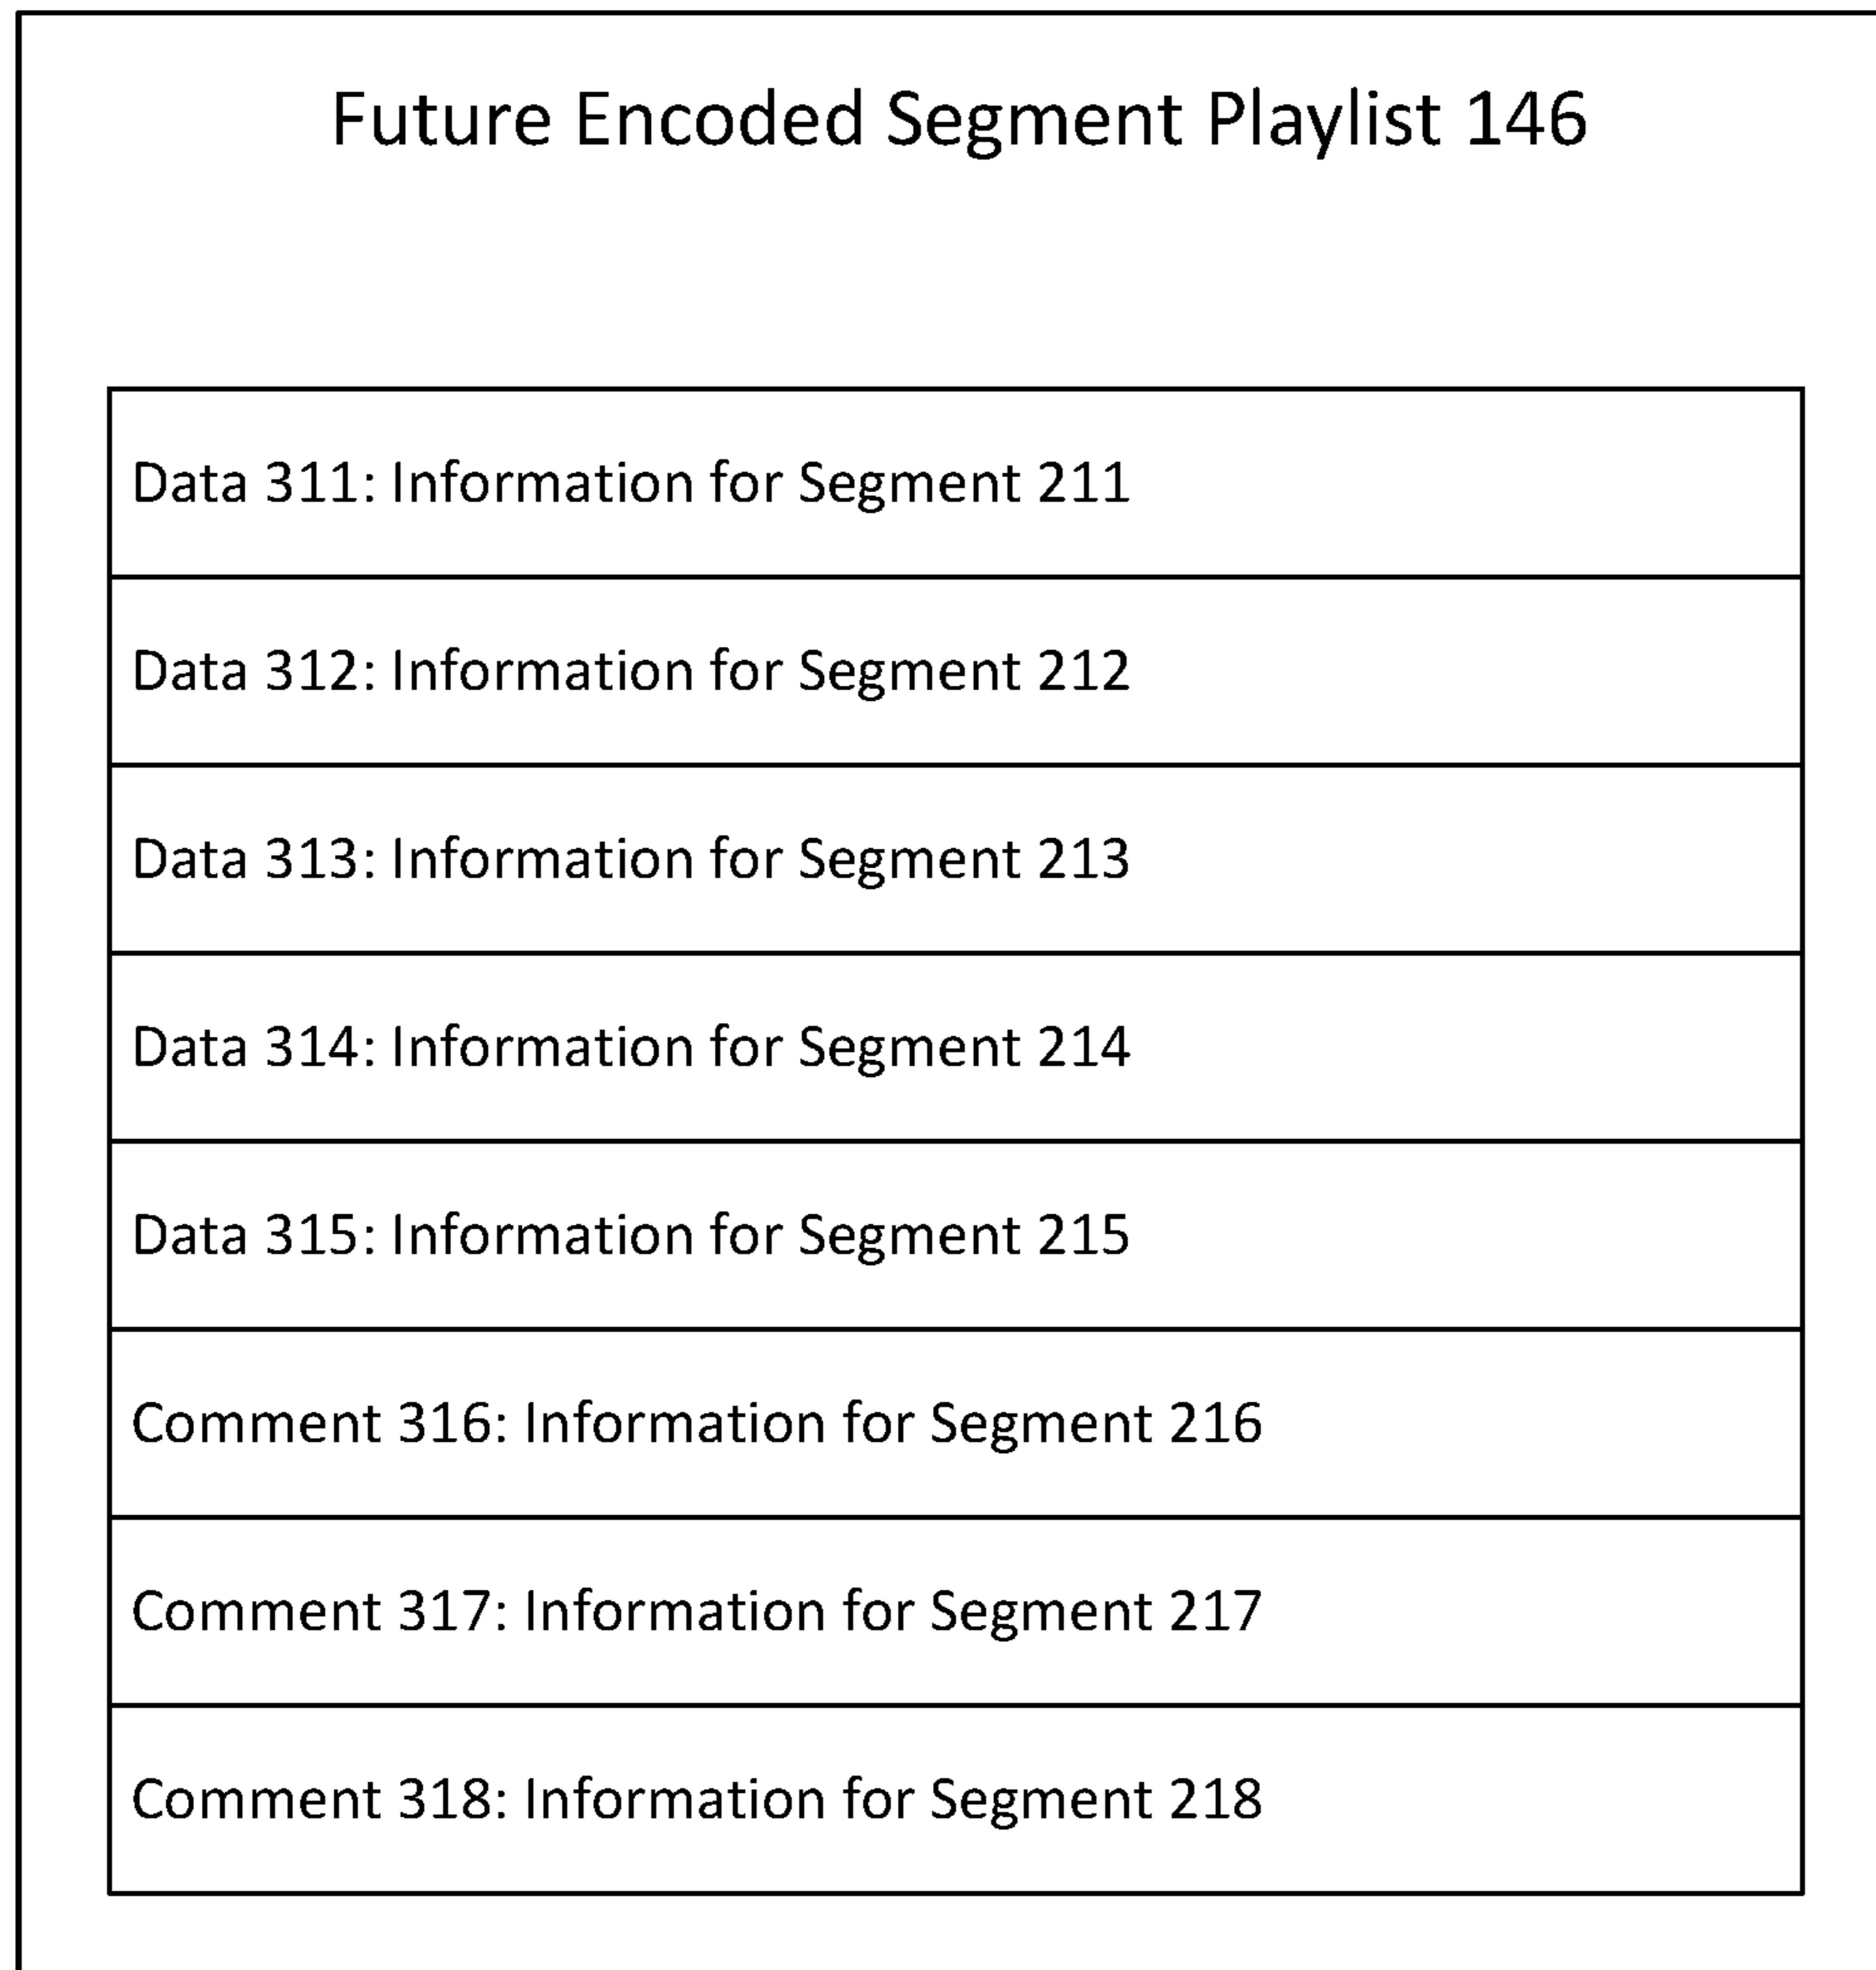 Future Encoded Segment Playlist 146
Data 311: Information for Segment 211
Data 312: Information for Segment 212
Data 313: Information for Segment 213
Data 314: Information for Segment 214
Data 315: Information for Segment 215
Comment 316: Information for Segment 216
Comment 317: Information for Segment 217
Comment 318: Information for Segment 218